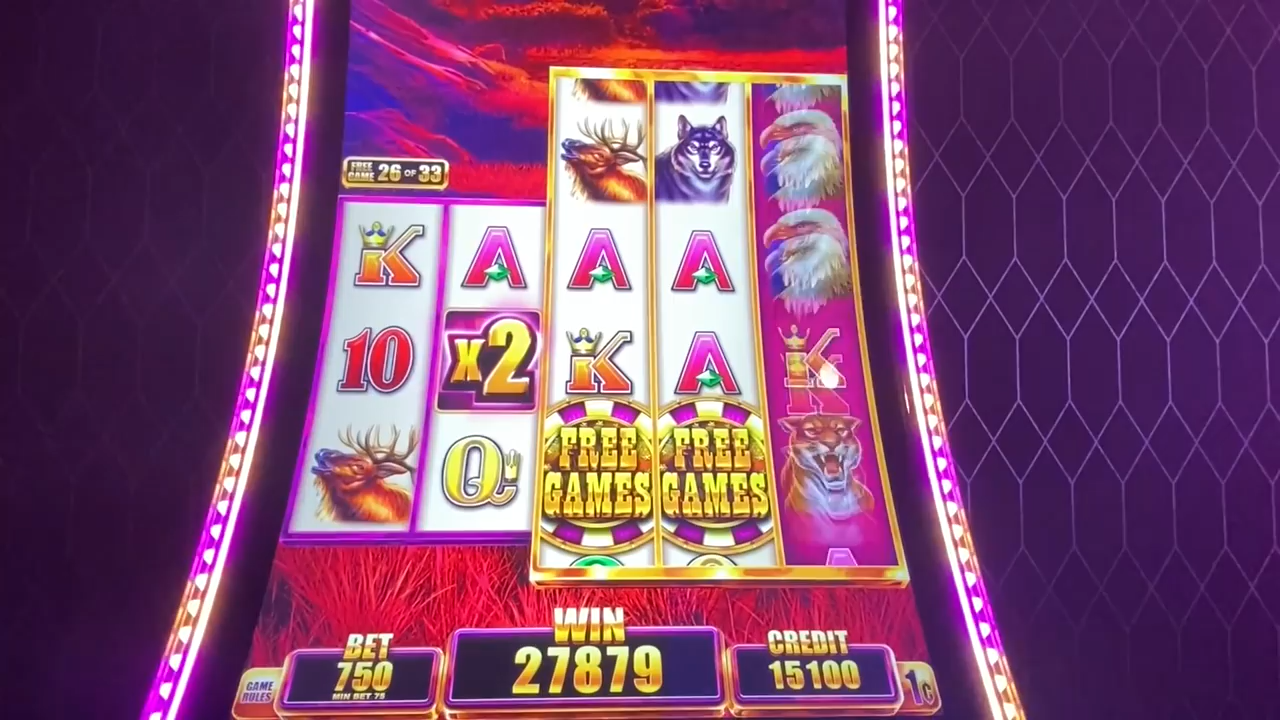 FREE GAME 26 OF 33
K A A A
10 x2 K A K
Q
FREE GAMES FREE GAMES
BET WIN CREDIT
750 27879 15100
MIN BET 75
GAME RULES
1¢